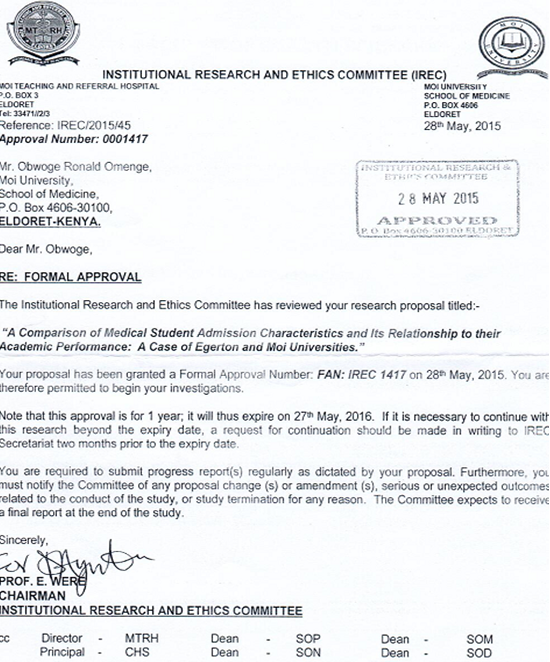 MTRH
MOI UNIVERSITY
INSTITUTIONAL RESEARCH AND ETHICS COMMITTEE (IREC)
MOI TEACHING AND REFERRAL HOSPITAL
P.O. BOX 3
ELDORET
Tel: 33471//2/3
MOI UNIVERSITY
SCHOOL OF MEDICINE
P.O. BOX 4606
ELDORET
Reference: IREC/2015/45
28th May, 2015
Approval Number: 0001417
Mr. Obwoge Ronald Omenge,
Moi University,
School of Medicine,
P.O. Box 4606-30100,
ELDORET-KENYA.
INSTITUTIONAL RESEARCH &
ETHICS COMMITTEE
28 MAY 2015
APPROVED
P. O. Box 4606-30100 ELDORET
Dear Mr. Obwoge,
RE: FORMAL APPROVAL
The Institutional Research and Ethics Committee has reviewed your research proposal titled:-
"A Comparison of Medical Student Admission Characteristics and Its Relationship to their
Academic Performance: A Case of Egerton and Moi Universities."
Your proposal has been granted a Formal Approval Number: FAN: IREC 1417 on 28th May, 2015. You are
therefore permitted to begin your investigations.
Note that this approval is for 1 year; it will thus expire on 27th May, 2016. If it is necessary to continue with
this research beyond the expiry date, a request for continuation should be made in writing to IREC
Secretariat two months prior to the expiry date.
You are required to submit progress report(s) regularly as dictated by your proposal. Furthermore, you
must notify the Committee of any proposal change (s) or amendment (s), serious or unexpected outcomes
related to the conduct of the study, or study termination for any reason. The Committee expects to receive
a final report at the end of the study.
Sincerely,
PROF. E. WERE
CHAIRMAN
INSTITUTIONAL RESEARCH AND ETHICS COMMITTEE
cc Director - MTRH Dean - SOP Dean - SOM
Principal - CHS Dean - SON Dean - SOD